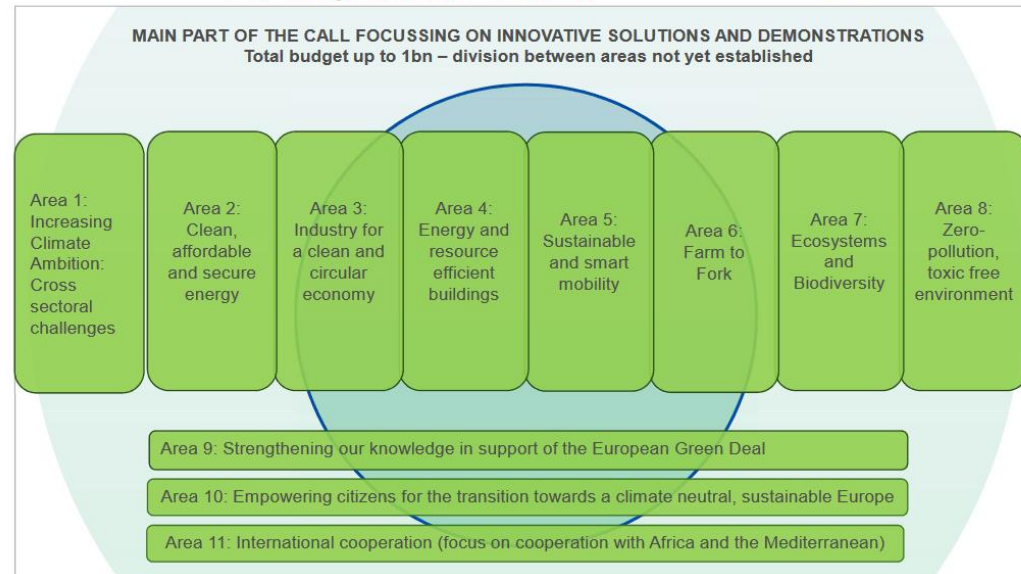 MAIN PART OF THE CALL FOCUSSING ON INNOVATIVE SOLUTIONS AND DEMONSTRATIONS
Total budget up to 1bn – division between areas not yet established
Area 1:
Increasing
Climate
Ambition:
Cross
sectoral
challenges
Area 2:
Clean,
affordable
and secure
energy
Area 3:
Industry for
a clean and
circular
economy
Area 4:
Energy and
resource
efficient
buildings
Area 5:
Sustainable
and smart
mobility
Area 6:
Farm to
Fork
Area 7:
Ecosystems
and
Biodiversity
Area 8:
Zero-
pollution,
toxic free
environment
Area 9: Strengthening our knowledge in support of the European Green Deal
Area 10: Empowering citizens for the transition towards a climate neutral, sustainable Europe
Area 11: International cooperation (focus on cooperation with Africa and the Mediterranean)